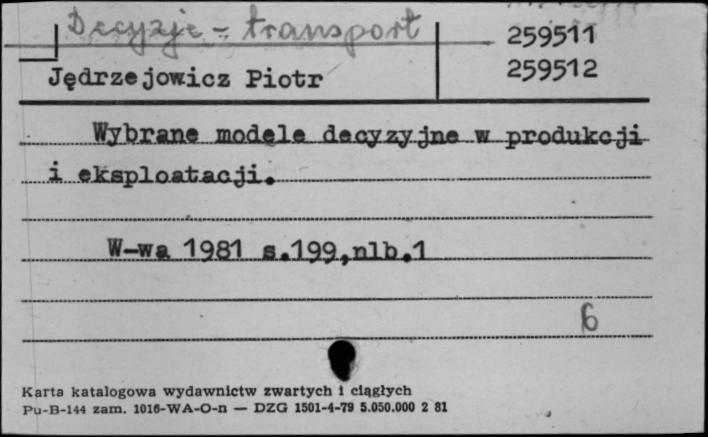 Decyzje - transport
259511
Jędrzejowicz Piotr
259512
Wybrane modele decyzyjne w produkcji
i eksploatacji.
W-wa 1981 s.199,nlb.1
6
Karta katalogowa wydawnictw zwartych i ciągłych
Pu-B-144 zam. 1016-WA-O-n — DZG 1501-4-79 5.050.000 2 81